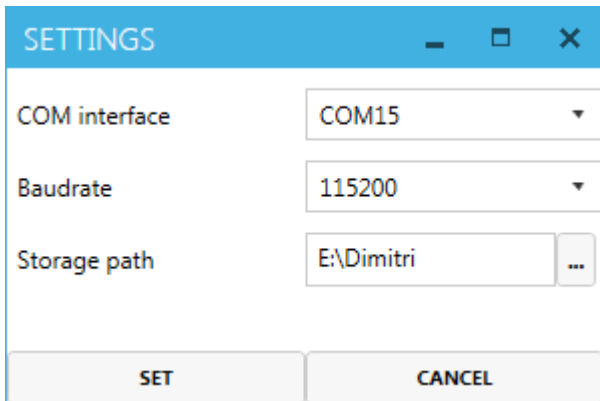 SETTINGS
COM interface COM15
Baudrate 115200
Storage path E:\Dimitri ...
SET CANCEL